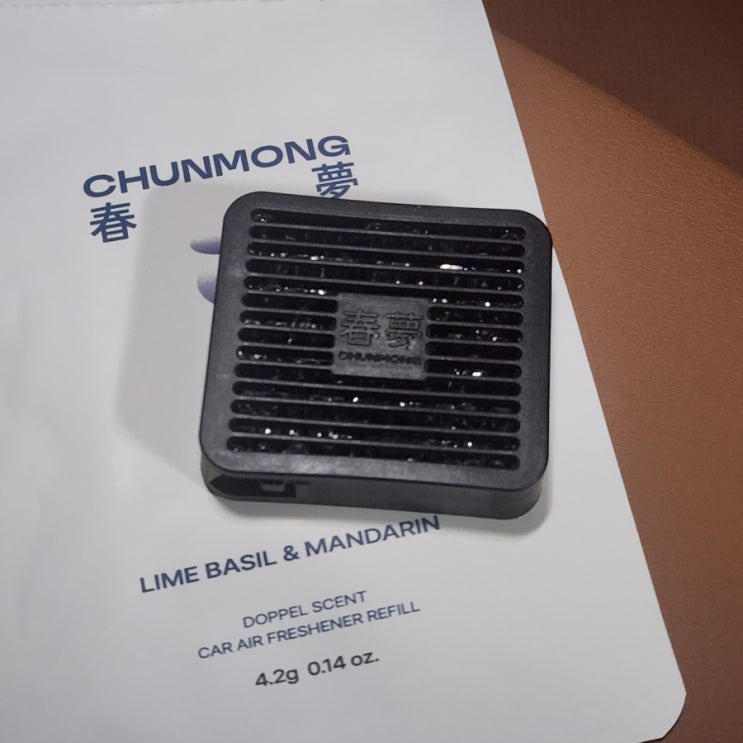 CHUNMONG
春 夢
春夢
CHUNMONG
LIME BASIL & MANDARIN
DOPPEL SCENT
CAR AIR FRESHENER REFILL
4.2g 0.14 oz.